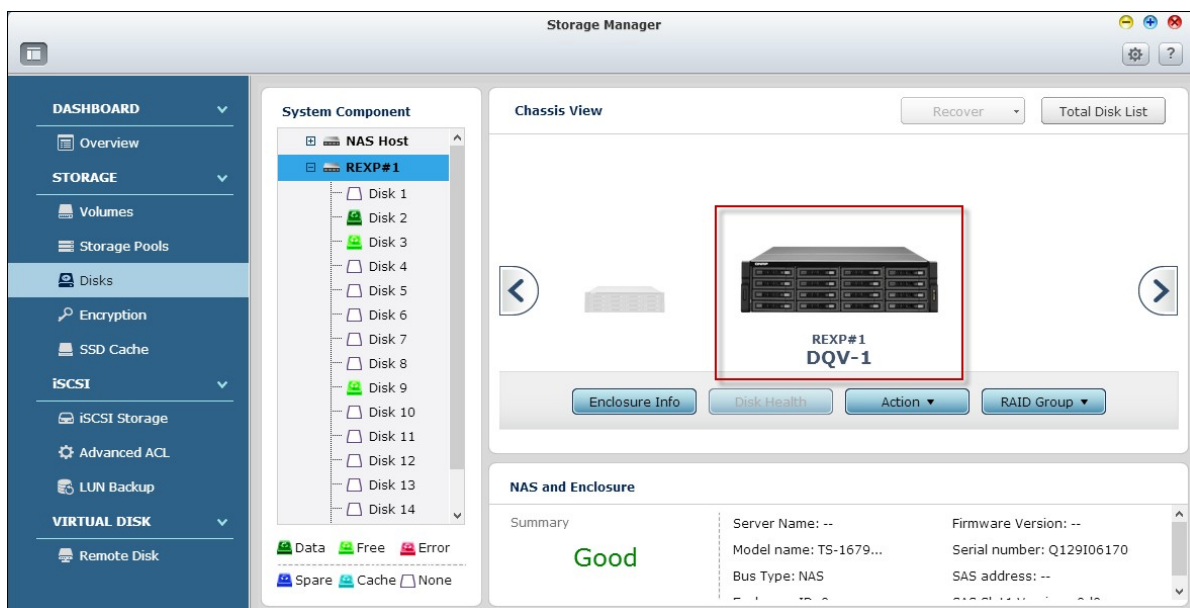 Storage Manager
?
DASHBOARD
Overview
STORAGE
Volumes
Storage Pools
Disks
Encryption
SSD Cache
iSCSI
iSCSI Storage
Advanced ACL
LUN Backup
VIRTUAL DISK
Remote Disk
System Component
NAS Host
REXP#1
Disk 1
Disk 2
Disk 3
Disk 4
Disk 5
Disk 6
Disk 7
Disk 8
Disk 9
Disk 10
Disk 11
Disk 12
Disk 13
Disk 14
Data Free Error
Spare Cache None
Chassis View
Recover
Total Disk List
REXP#1
DQV-1
Enclosure Info
Disk Health
Action
RAID Group
NAS and Enclosure
Summary
Good
Server Name: --
Model name: TS-1679...
Bus Type: NAS
Firmware Version: --
Serial number: Q129I06170
SAS address: --